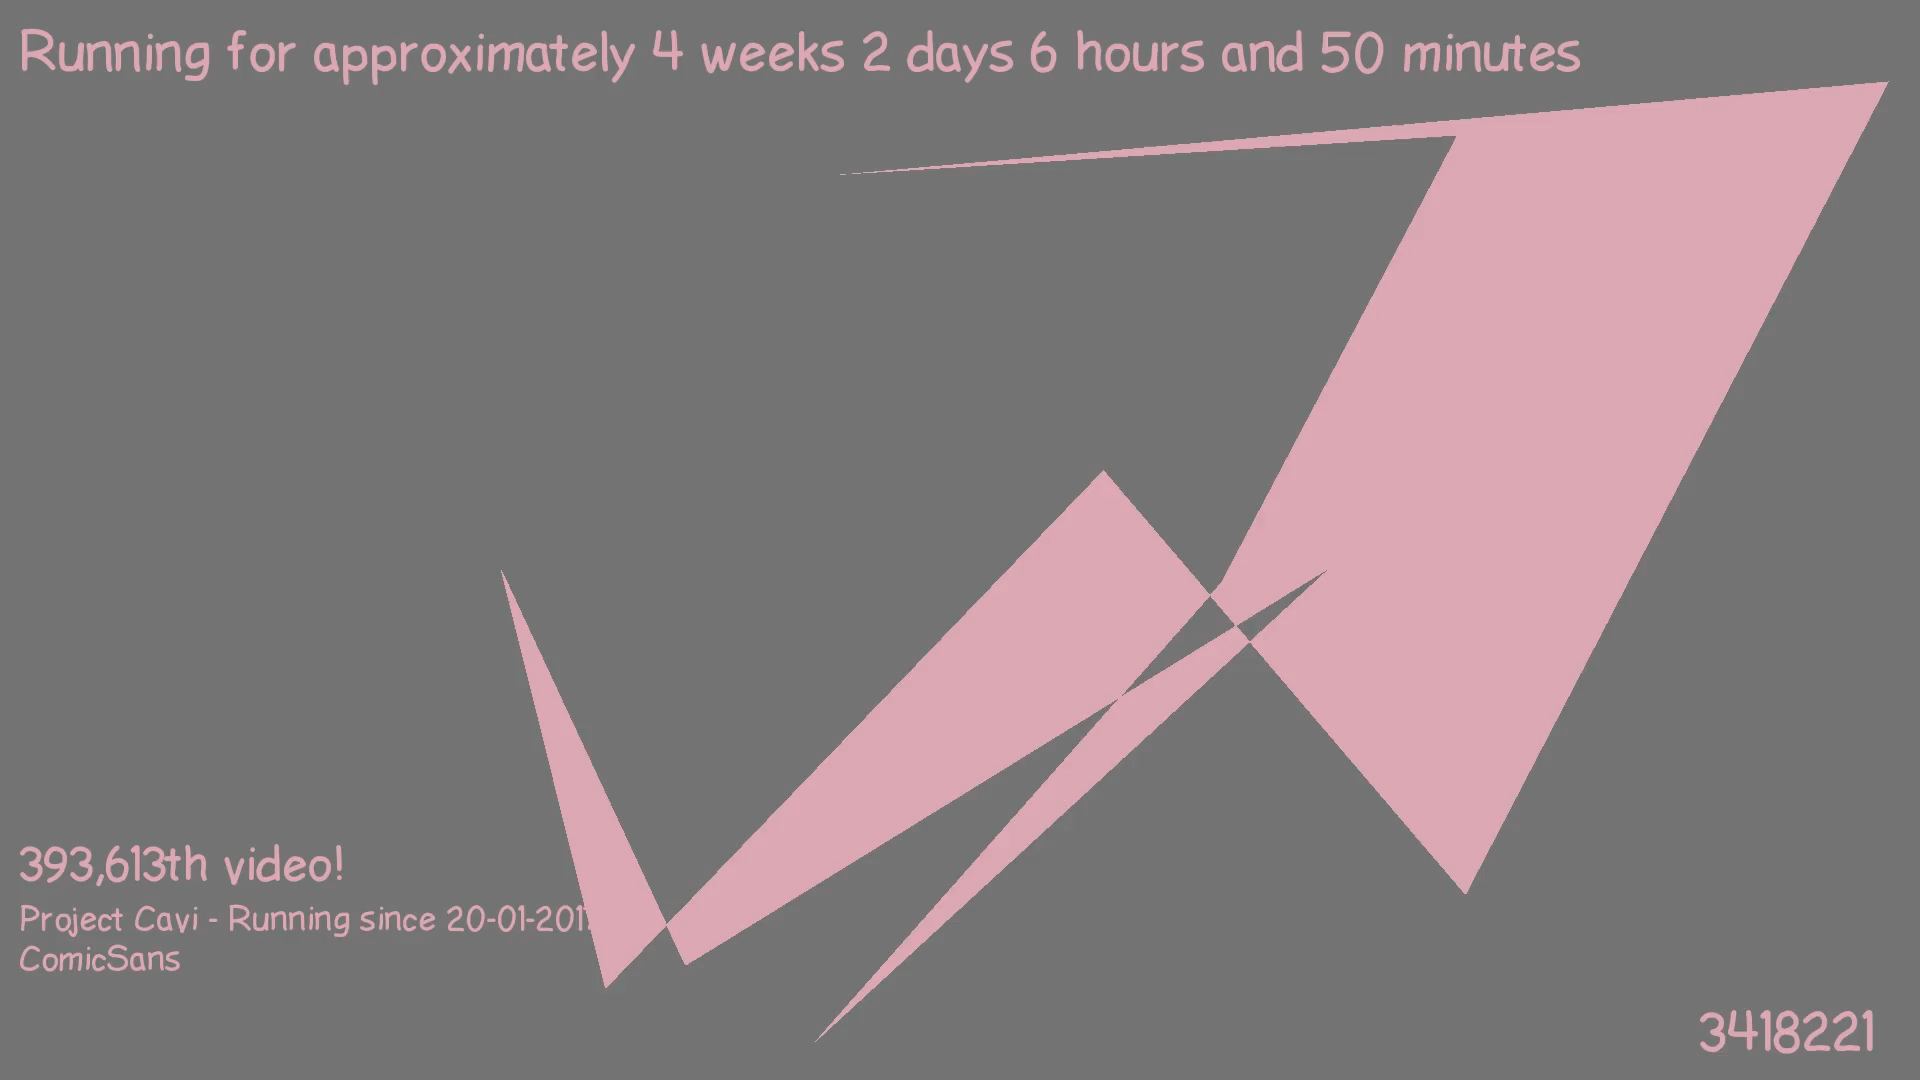 Running for approximately 4 weeks 2 days 6 hours and 50 minutes
393,613th video!
Project Cavi - Running since 20-01-2017
ComicSans
3418221